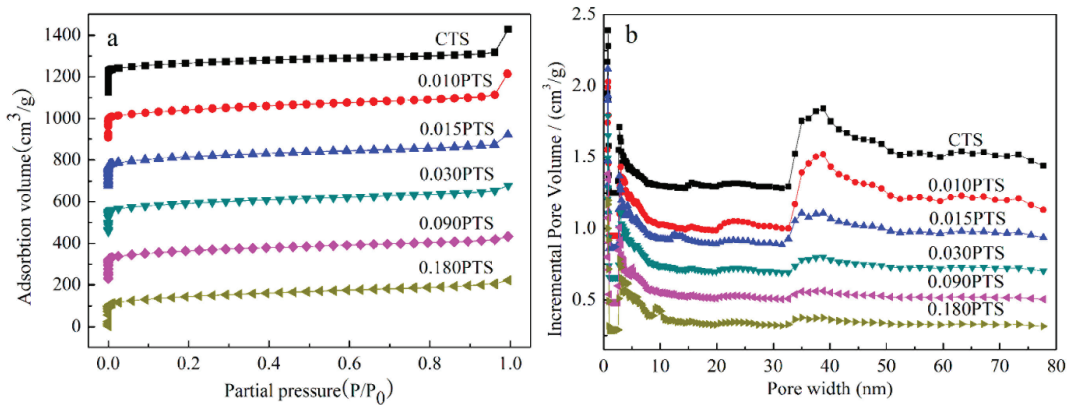 a
CTS
0.010PTS
0.015PTS
0.030PTS
0.090PTS
0.180PTS
1400
1200
1000
800
600
400
200
0
Adsorption volume(cm³/g)
0.0 0.2 0.4 0.6 0.8 1.0
Partial pressure(P/P₀)
b
CTS
0.010PTS
0.015PTS
0.030PTS
0.090PTS
0.180PTS
2.5
2.0
1.5
1.0
0.5
Incremental Pore Volume / (cm³/g)
0 10 20 30 40 50 60 70 80
Pore width (nm)